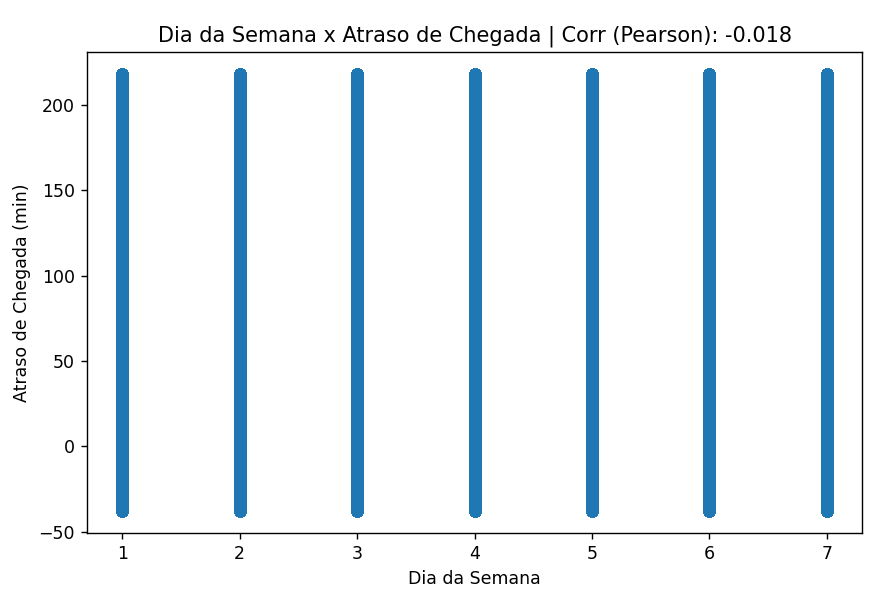 Dia da Semana x Atraso de Chegada | Corr (Pearson): -0.018
Atraso de Chegada (min)
200
150
100
50
0
−50
1 2 3 4 5 6 7
Dia da Semana